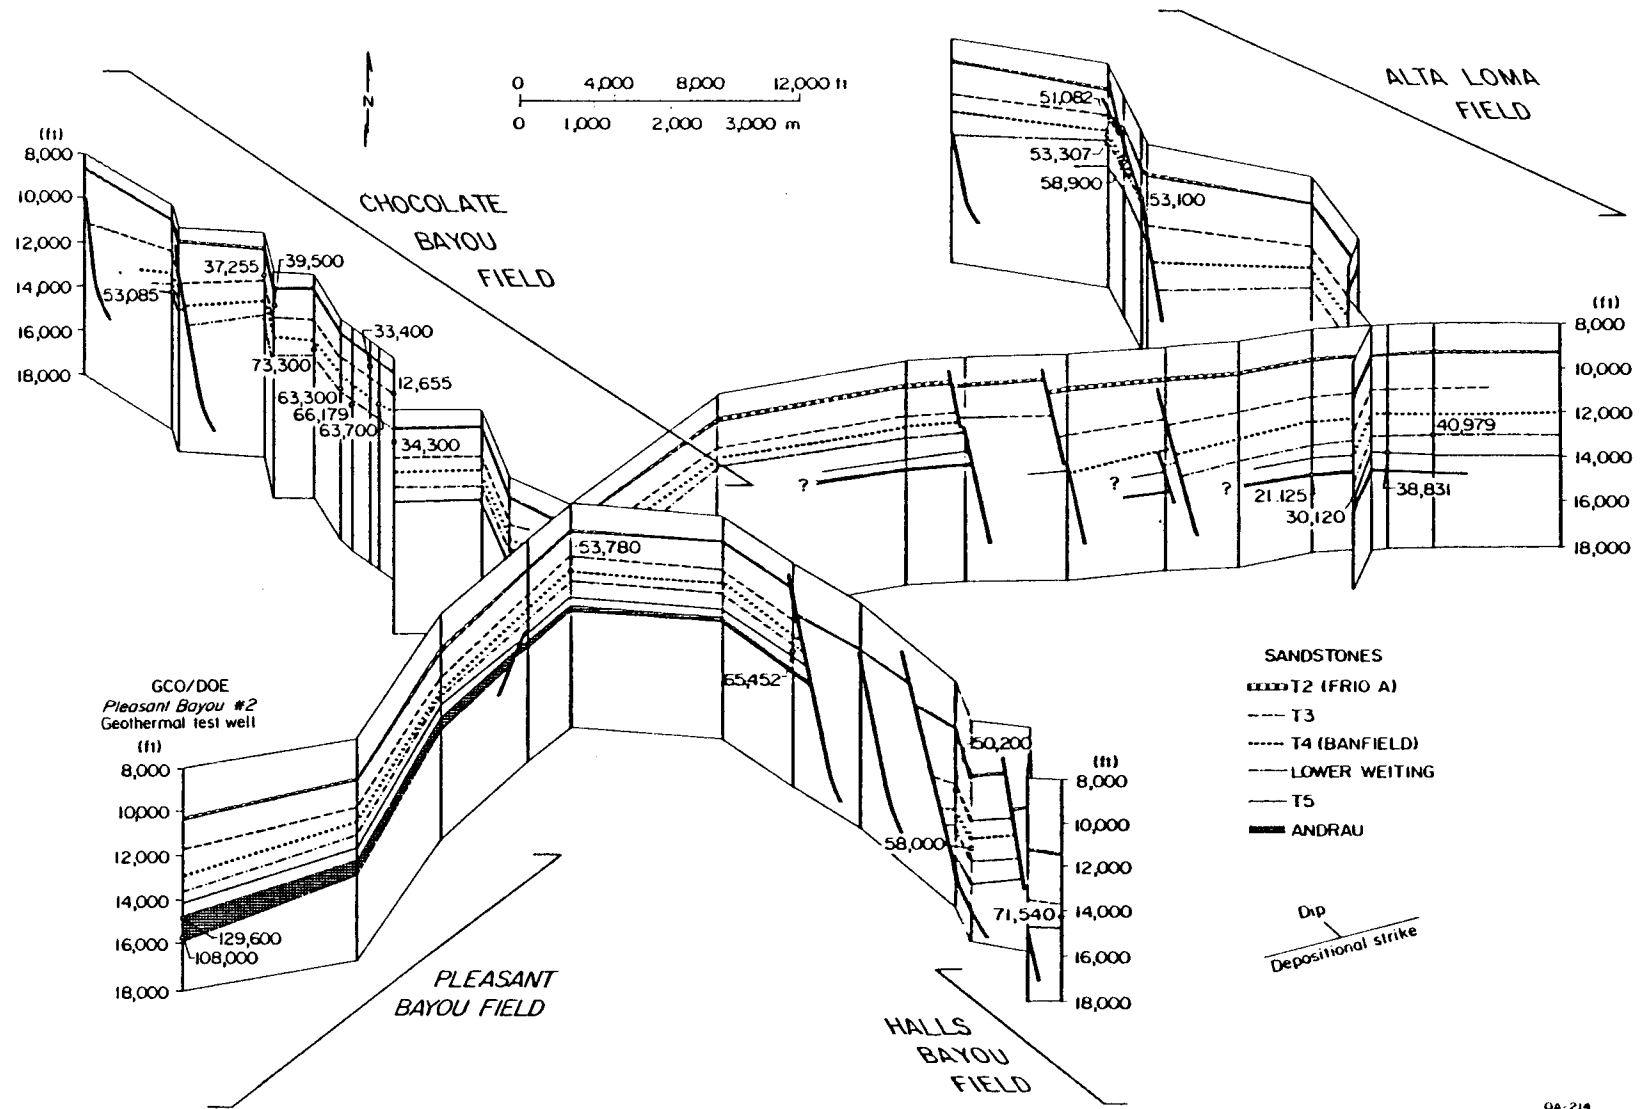 ALTA LOMA
FIELD
0 4,000 8,000 12,000 ft
0 1,000 2,000 3,000 m
N
CHOCOLATE
BAYOU
FIELD
(ft)
8,000
10,000
12,000
14,000
16,000
18,000
37,255
39,500
53,085
33,400
73,300
12,655
63,300
66,179
63,700
34,300
51,082
53,307
58,900
53,100
(ft)
8,000
10,000
12,000
14,000
16,000
18,000
40,979
38,831
21.125
30,120
?
?
?
53,780
65,452
GCO/DOE
Pleasant Bayou #2
Geothermal test well
(ft)
8,000
10,000
12,000
14,000
16,000
18,000
129,600
108,000
PLEASANT
BAYOU FIELD
50,200
58,000
71,540
(ft)
8,000
10,000
12,000
14,000
16,000
18,000
HALLS
BAYOU
FIELD
SANDSTONES
T2 (FRIO A)
T3
T4 (BANFIELD)
LOWER WEITING
T5
ANDRAU
Dip
Depositional strike
QA-214